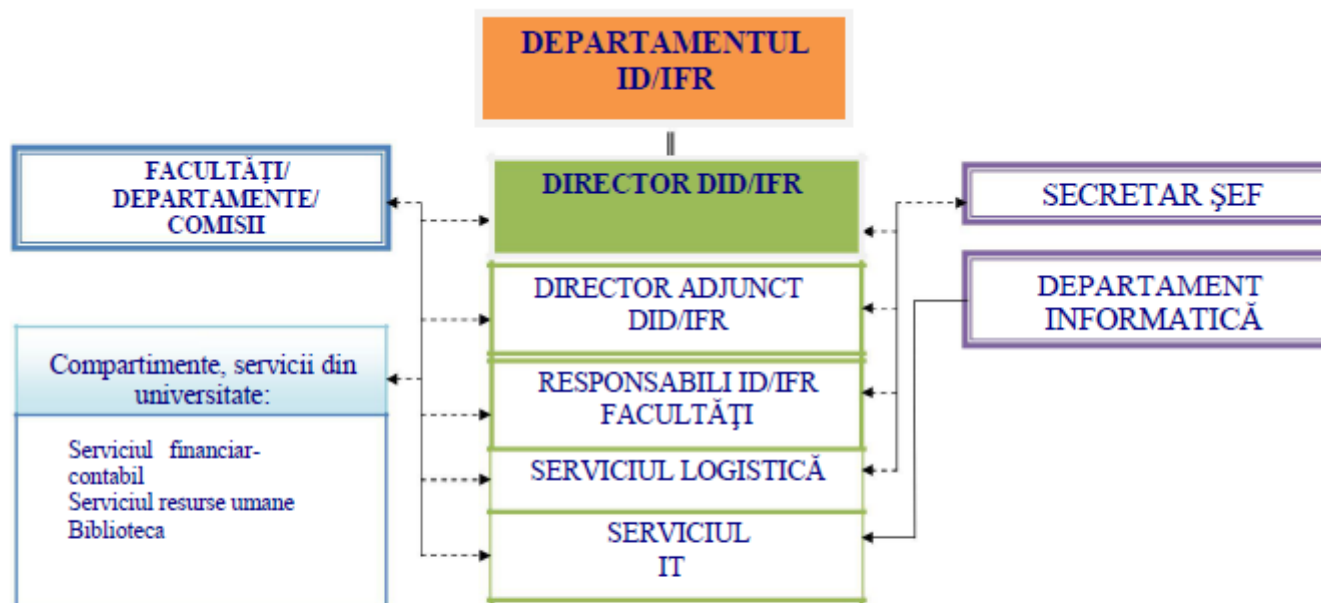 DEPARTAMENTUL
ID/IFR
FACULTĂȚI/
DEPARTAMENTE/
COMISII
DIRECTOR DID/IFR
SECRETAR ŞEF
DIRECTOR ADJUNCT
DID/IFR
DEPARTAMENT
INFORMATICĂ
Compartimente, servicii din
universitate:
Serviciul financiar-
contabil
Serviciul resurse umane
Biblioteca
RESPONSABILI ID/IFR
FACULTĂŢI
SERVICIUL LOGISTICĂ
SERVICIUL
IT